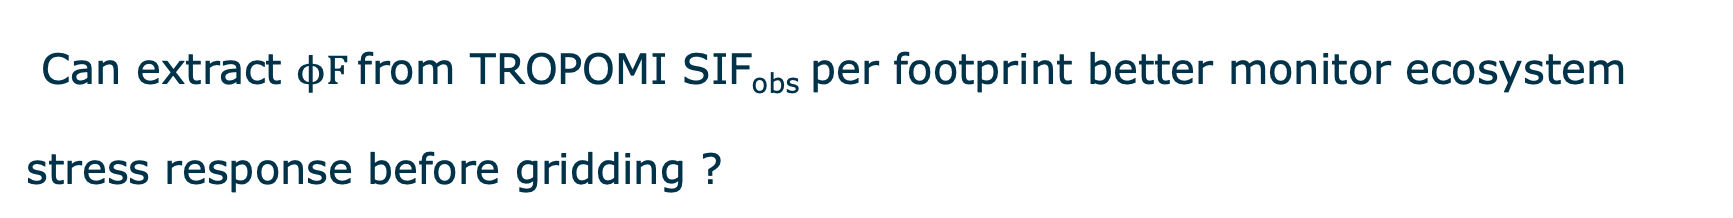 Can extract ϕF from TROPOMI SIFobs per footprint better monitor ecosystem
stress response before gridding ?